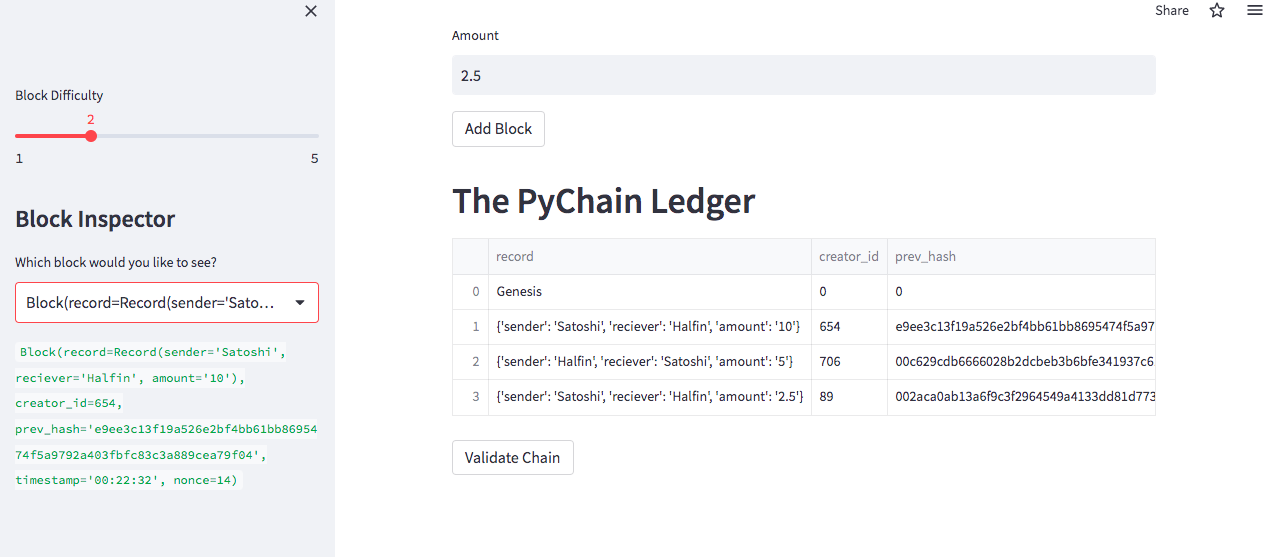 Block Difficulty
2
1 5
Block Inspector
Which block would you like to see?
Block(record=Record(sender='Sato...
Block(record=Record(sender='Satoshi',
reciever='Halfin', amount='10'),
creator_id=654,
prev_hash='e9ee3c13f19a526e2bf4bb61bb86954
74f5a9792a403fbfc83c3a889cea79f04',
timestamp='00:22:32', nonce=14)
Share
Amount
2.5
Add Block
The PyChain Ledger
record creator_id prev_hash
0 Genesis 0 0
1 {'sender': 'Satoshi', 'reciever': 'Halfin', 'amount': '10'} 654 e9ee3c13f19a526e2bf4bb61bb8695474f5a97
2 {'sender': 'Halfin', 'reciever': 'Satoshi', 'amount': '5'} 706 00c629cdb6666028b2dcbeb3b6bfe341937c6
3 {'sender': 'Satoshi', 'reciever': 'Halfin', 'amount': '2.5'} 89 002aca0ab13a6f9c3f2964549a4133dd81d773
Validate Chain